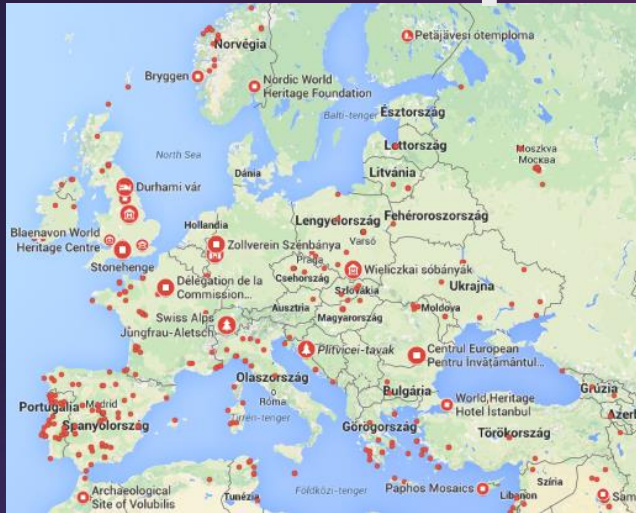 Norvégia
Petäjävesi ótemploma
Bryggen
Nordic World
Heritage Foundation
Észtország
Balti-tenger
Moszkva
Москва
Lettország
North Sea
Dánia
Litvánia
Durhami vár
Hollandia
Lengyelország
Fehéroroszország
Blaenavon World
Heritage Centre
Zollverein Szénbánya
Varsó
Stonehenge
Prága
Wieliczkai sóbányák
Csehország
Délégation de la
Commission...
Szlovákia
Ukrajna
Ausztria
Moldova
Magyarország
Swiss Alps
Jungfrau-Aletsch
Plitvicei-tavak
Centrul European
Pentru Învățământul...
Olaszország
Bulgária
Grúzia
Portugália
Madrid
Róma
World Heritage
Hotel Istanbul
Azerb
Spanyolország
Tirrén-tenger
Görögország
Törökország
Archaeological
Site of Volubilis
Tunézia
Földközi-tenger
Paphos Mosaics
Szíria
Libanon
Sam